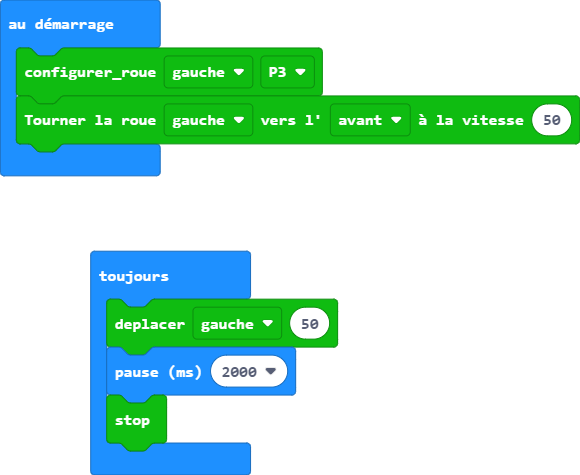 au démarrage
configurer_roue gauche P3
Tourner la roue gauche vers l' avant à la vitesse 50
toujours
deplacer gauche 50
pause (ms) 2000
stop